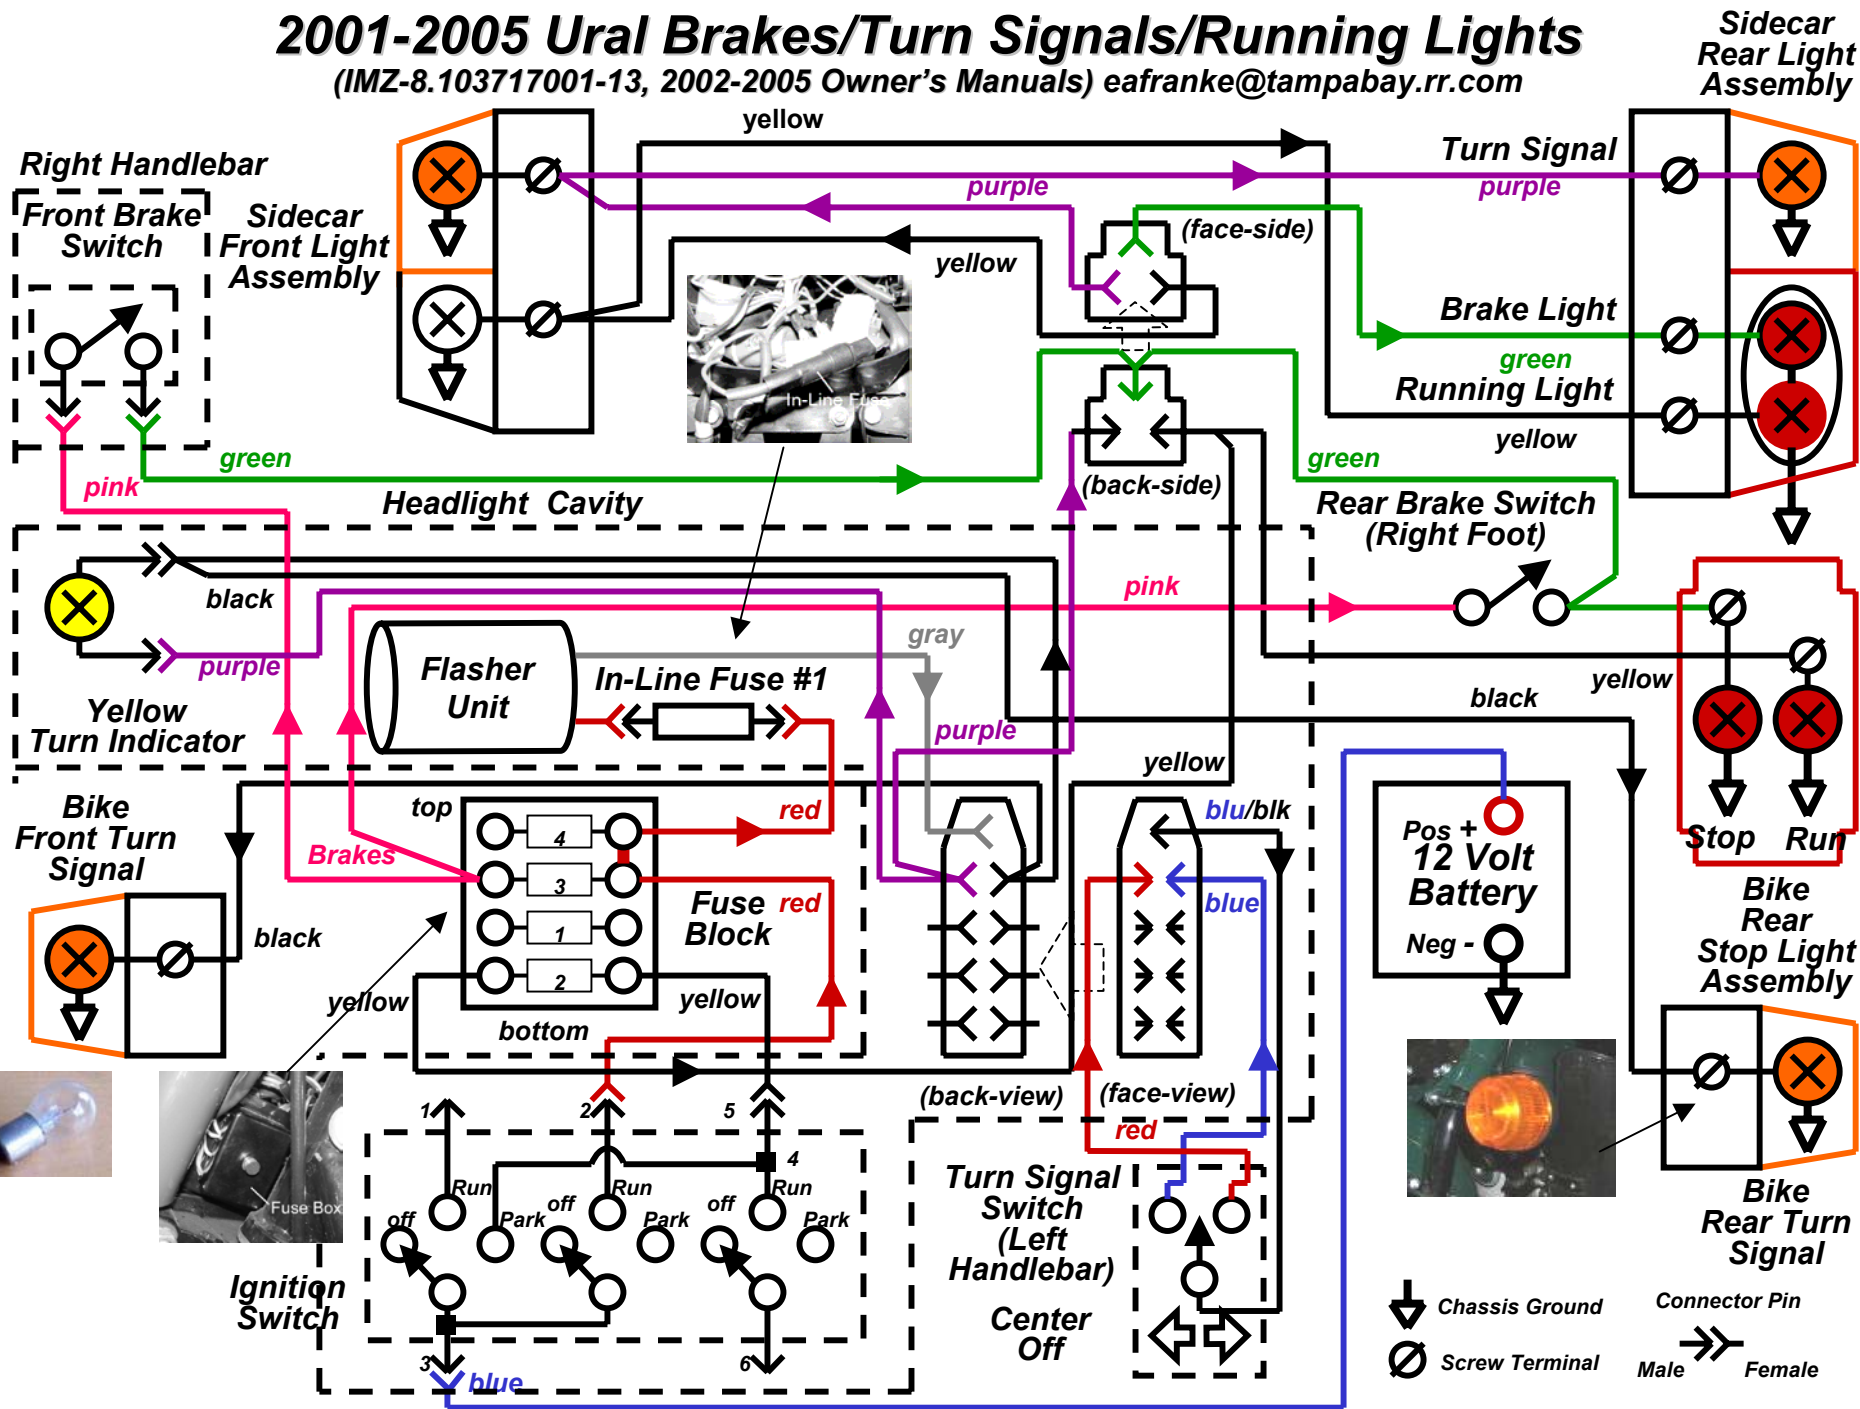 2001-2005 Ural Brakes/Turn Signals/Running Lights
(IMZ-8.103717001-13, 2002-2005 Owner's Manuals) eafranke@tampabay.rr.com
Sidecar
Rear Light
Assembly
yellow
Right Handlebar
Front Brake
Switch
Sidecar
Front Light
Assembly
purple
Turn Signal
purple
(face-side)
yellow
In-Line Fuse
Brake Light
green
Running Light
yellow
green
pink
(back-side)
green
Headlight Cavity
Rear Brake Switch
(Right Foot)
black
pink
purple
gray
Flasher
Unit
In-Line Fuse #1
Yellow
Turn Indicator
purple
yellow
black
yellow
Stop
Run
Bike
Front Turn
Signal
top
4
3
1
2
bottom
Brakes
red
red
Fuse
Block
blu/blk
blue
Pos +
12 Volt
Battery
Neg -
Bike
Rear
Stop Light
Assembly
black
yellow
yellow
(back-view)
(face-view)
red
Fuse Box
1
2
5
4
Run
Run
Run
off
Park
off
Park
off
Park
3
6
blue
Ignition
Switch
Turn Signal
Switch
(Left
Handlebar)
Center
Off
Bike
Rear Turn
Signal
Chassis Ground
Screw Terminal
Connector Pin
Male
Female